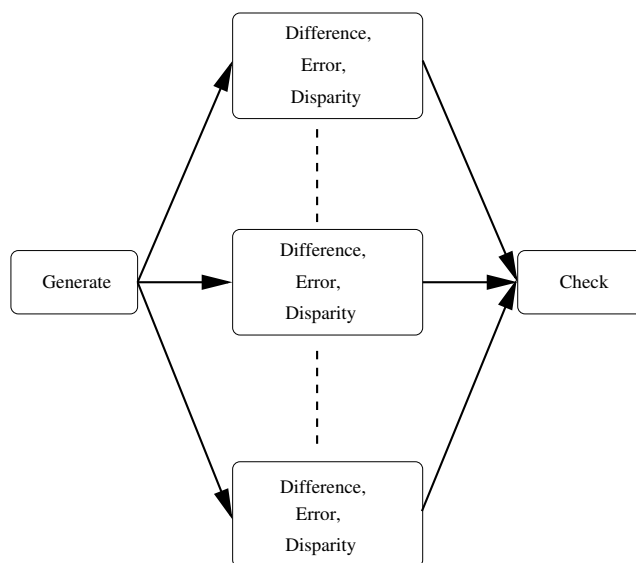 Difference,
Error,
Disparity
Generate
Difference,
Error,
Disparity
Check
Difference,
Error,
Disparity